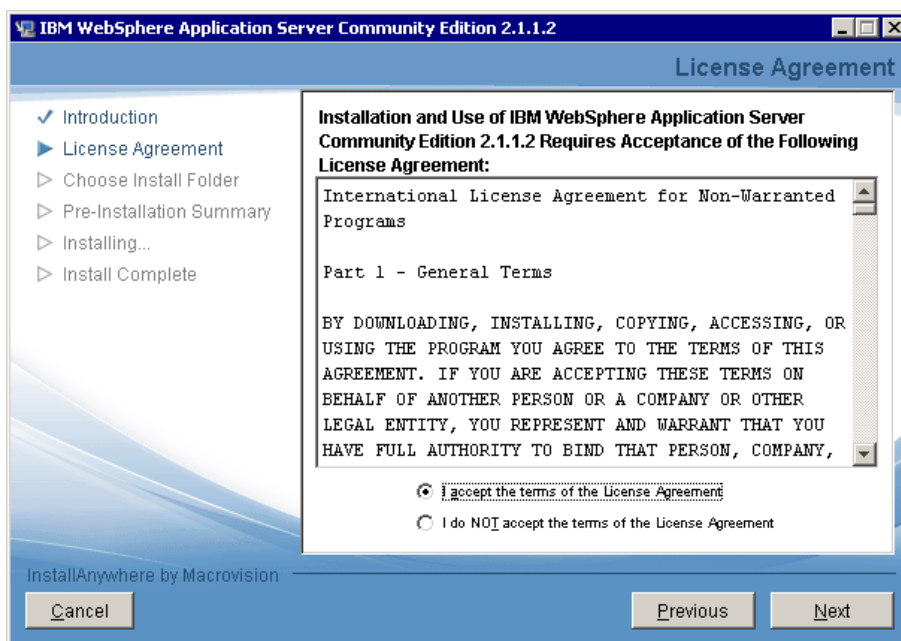 IBM WebSphere Application Server Community Edition 2.1.1.2
License Agreement
Introduction
License Agreement
Choose Install Folder
Pre-Installation Summary
Installing...
Install Complete
Installation and Use of IBM WebSphere Application Server
Community Edition 2.1.1.2 Requires Acceptance of the Following
License Agreement:
International License Agreement for Non-Warranted
Programs
Part 1 - General Terms
BY DOWNLOADING, INSTALLING, COPYING, ACCESSING, OR
USING THE PROGRAM YOU AGREE TO THE TERMS OF THIS
AGREEMENT. IF YOU ARE ACCEPTING THESE TERMS ON
BEHALF OF ANOTHER PERSON OR A COMPANY OR OTHER
LEGAL ENTITY, YOU REPRESENT AND WARRANT THAT YOU
HAVE FULL AUTHORITY TO BIND THAT PERSON, COMPANY,
I accept the terms of the License Agreement
I do NOT accept the terms of the License Agreement
InstallAnywhere by Macrovision
Cancel
Previous
Next